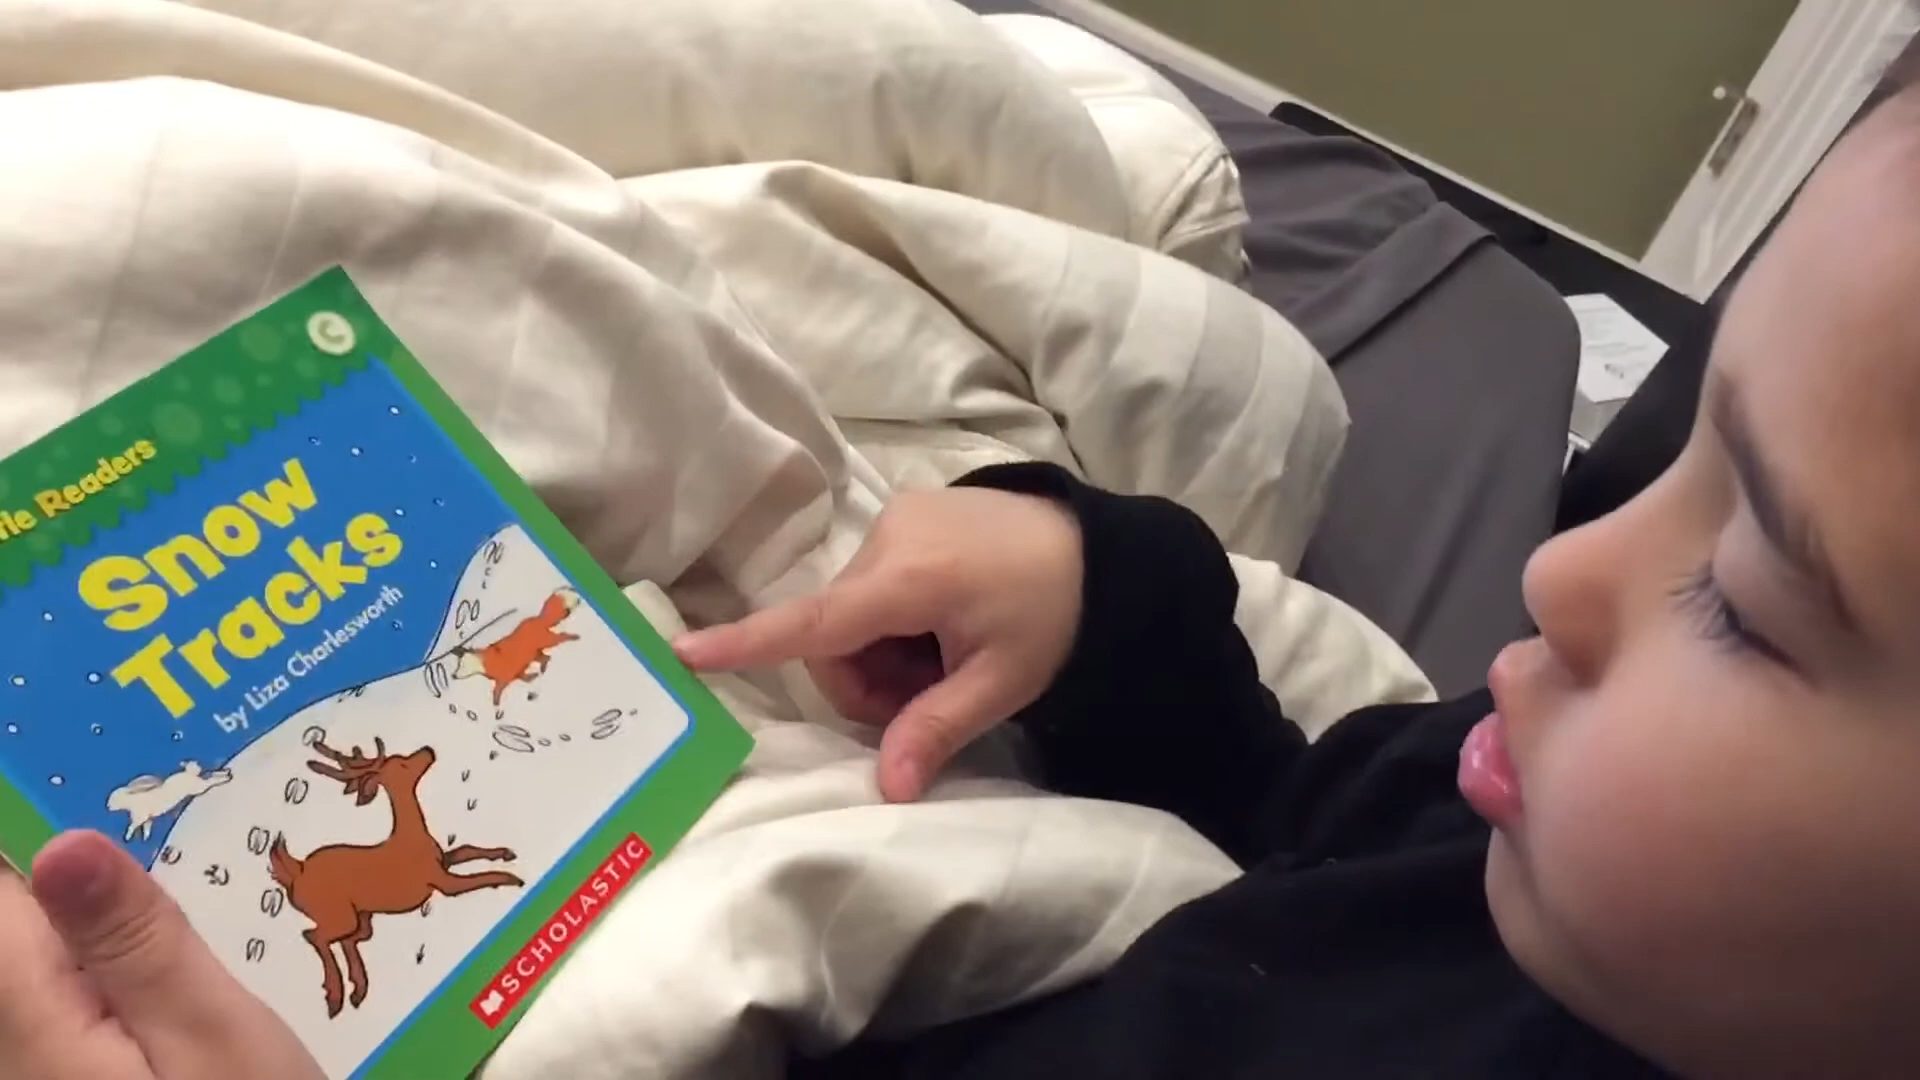 C
Readers
Snow
Tracks
by Liza Charlesworth
SCHOLASTIC